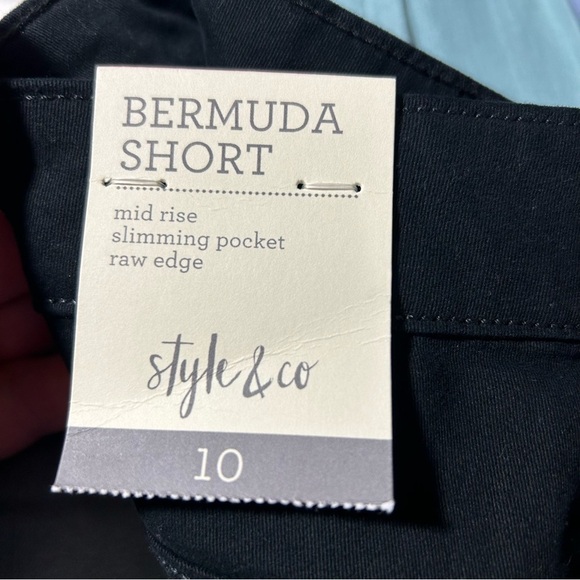 BERMUDA
SHORT
mid rise
slimming pocket
raw edge
style & co
10